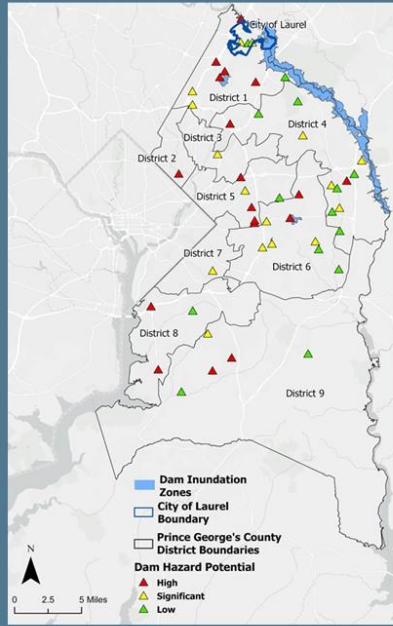 City of Laurel
District 1
District 3
District 4
District 2
District 5
District 7
District 6
District 8
District 9
Dam Inundation
Zones
City of Laurel
Boundary
Prince George's County
District Boundaries
Dam Hazard Potential
High
Significant
Low
N
0 2.5 5 Miles